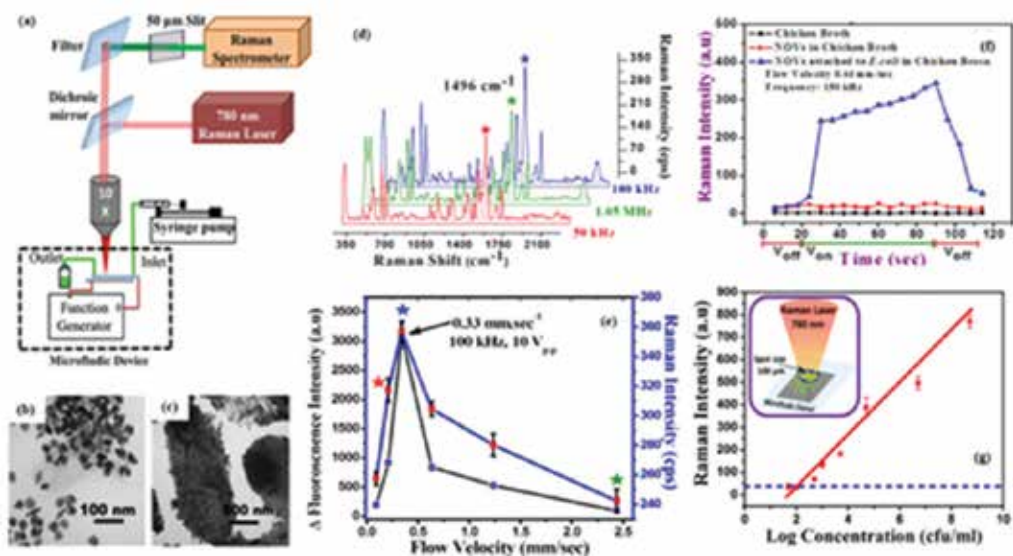 (a)
50 μm Slit
Filter
Raman
Spectrometer
Dichroic
mirror
780 nm
Raman Laser
10
X
Syringe pump
Outlet
Inlet
Function
Generator
Microfludic Device
(b)
100 nm
(c)
500 nm
(d)
1496 cm-1
350
280
210
140
70
0
Raman Intensity (cps)
100 kHz
1.05 MHz
50 kHz
350 700 1050 1400 1750 2100
Raman Shift (cm-1)
(e)
0.33 mm.sec-1
100 kHz, 10 Vpp
Δ Fluoroscnence Intensity (a.u)
3500
3000
2500
2000
1500
1000
500
0
Raman Intensity (cps)
380
360
340
320
300
280
260
240
0.0 0.5 1.0 1.5 2.0 2.5
Flow Velocity (mm/sec)
(f)
Chicken Broth
NOVs in Chicken Broth
NOVs attached to E.coli in Chicken Broth
Flow Velocity
Frequency-
Raman Intensity (a.u)
500
400
300
200
100
0
0 20 40 60 80 100 120
Voff Von Time (sec) Voff
(g)
Raman Laser
780 nm
Raman Intensity (a.u)
900
800
700
600
500
400
300
200
100
0
0 2 4 6 8 10
Log Concentration (cfu/ml)